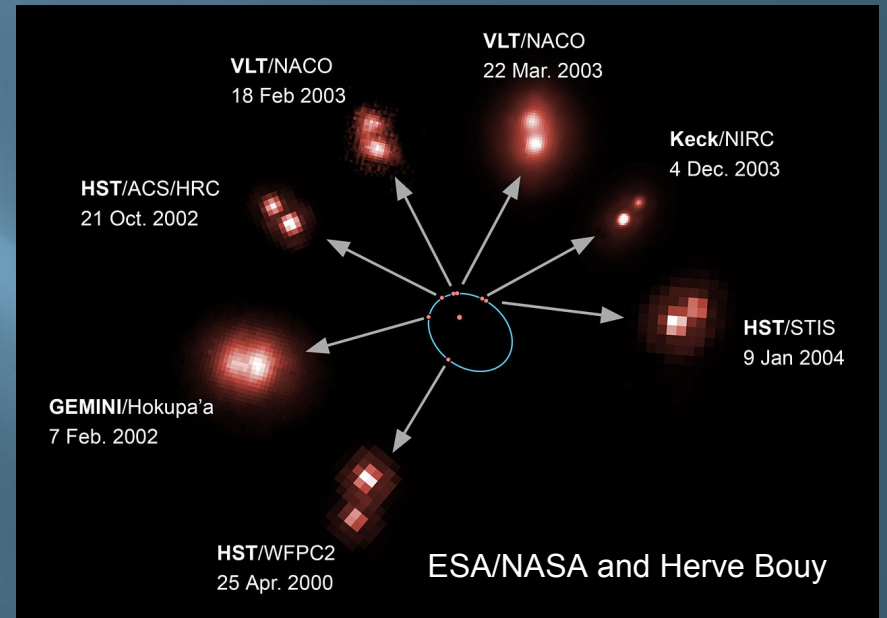 VLT/NACO
22 Mar. 2003
VLT/NACO
18 Feb 2003
Keck/NIRC
4 Dec. 2003
HST/ACS/HRC
21 Oct. 2002
HST/STIS
9 Jan 2004
GEMINI/Hokupa'a
7 Feb. 2002
HST/WFPC2
25 Apr. 2000
ESA/NASA and Herve Bouy